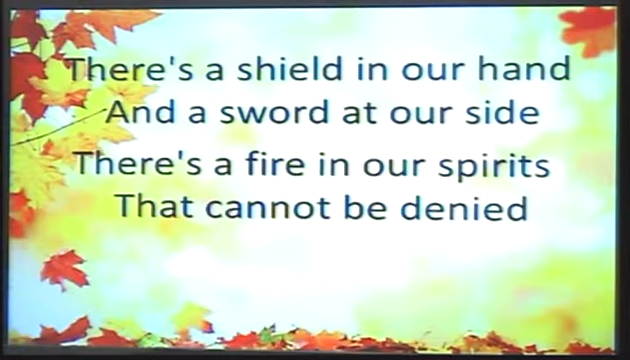 There's a shield in our hand
And a sword at our side
There's a fire in our spirits
That cannot be denied